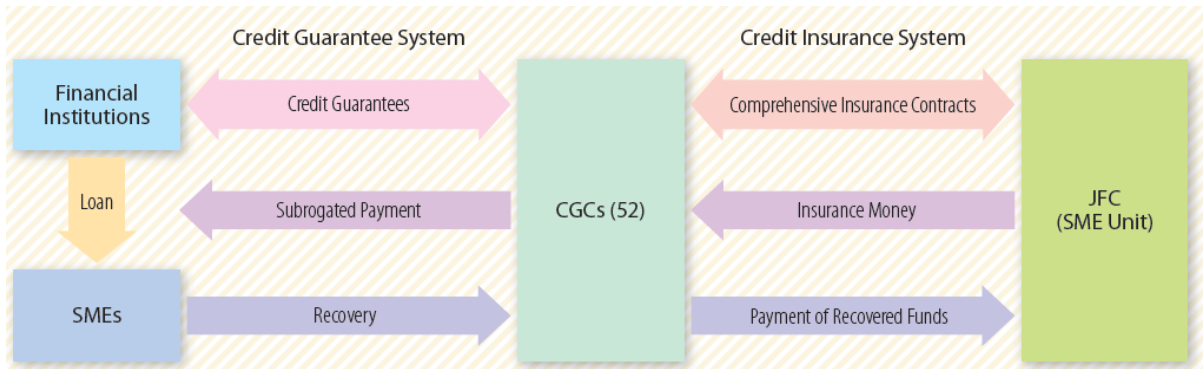 Credit Guarantee System
Credit Insurance System
Financial
Institutions
Credit Guarantees
Comprehensive Insurance Contracts
Loan
Subrogated Payment
CGCs (52)
Insurance Money
JFC
(SME Unit)
SMEs
Recovery
Payment of Recovered Funds